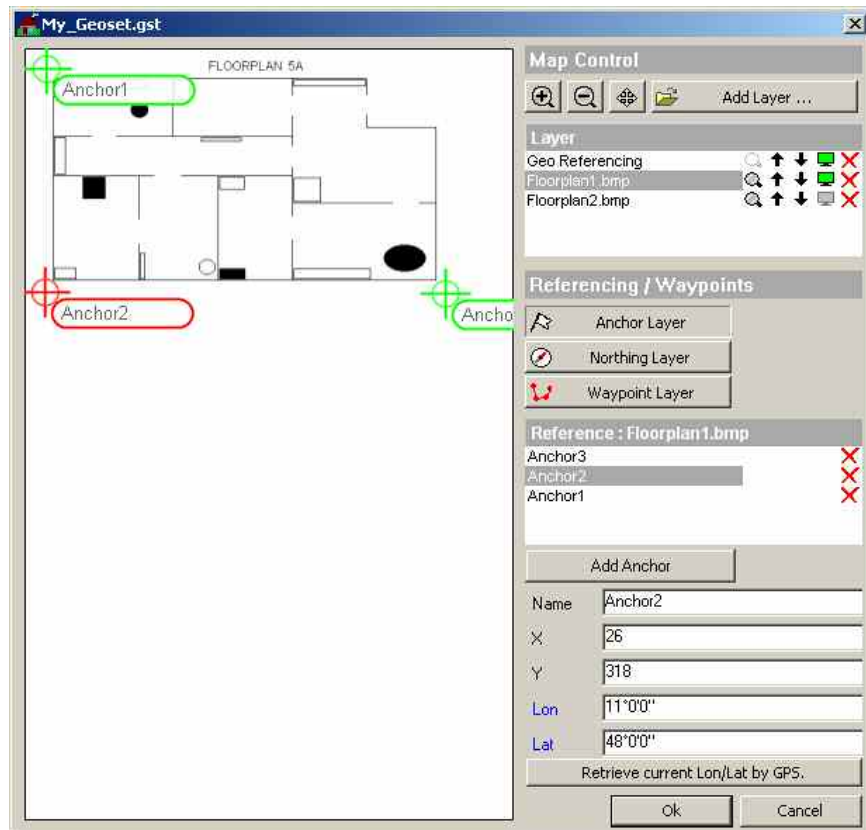 My_Geoset.gst
FLOORPLAN 5A
Anchor1
Anchor2
Ancho
Map Control
Add Layer ...
Layer
Geo Referencing
Floorplan1.bmp
Floorplan2.bmp
Referencing / Waypoints
Anchor Layer
Northing Layer
Waypoint Layer
Reference : Floorplan1.bmp
Anchor3
Anchor2
Anchor1
Add Anchor
Name Anchor2
X 26
Y 318
Lon 11°0'0''
Lat 48°0'0''
Retrieve current Lon/Lat by GPS.
Ok Cancel